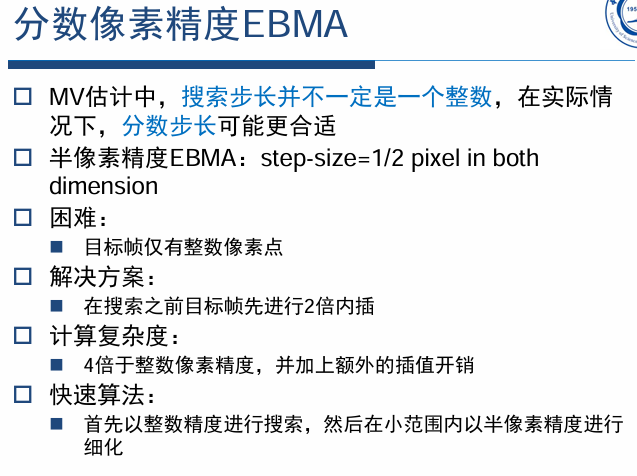 分数像素精度EBMA
MV估计中，搜索步长并不一定是一个整数，在实际情
况下，分数步长可能更合适
半像素精度EBMA：step-size=1/2 pixel in both
dimension
困难：
目标帧仅有整数像素点
解决方案：
在搜索之前目标帧先进行2倍内插
计算复杂度：
4倍于整数像素精度，并加上额外的插值开销
快速算法：
首先以整数精度进行搜索，然后在小范围内以半像素精度进行
细化